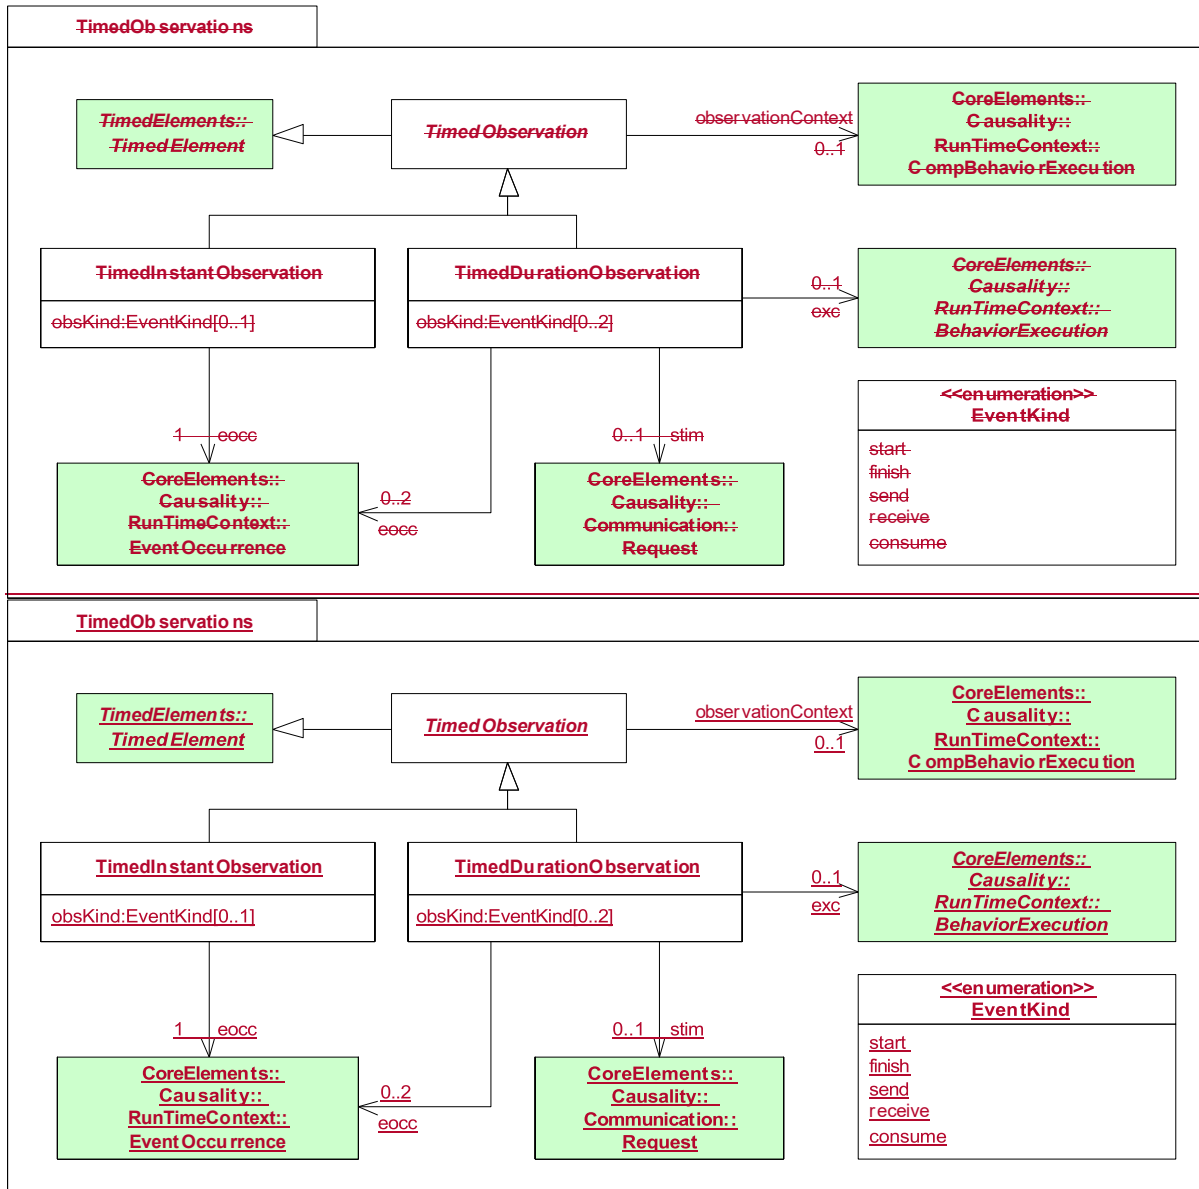 TimedObservations
TimedElements::
TimedElement
TimedObservation
observationContext
0..1
CoreElements::
Causality::
RunTimeContext::
CompBehaviorExecution
TimedInstantObservation
obsKind:EventKind[0..1]
TimedDurationObservation
obsKind:EventKind[0..2]
0..1
exc
CoreElements::
Causality::
RunTimeContext::
BehaviorExecution
1 eocc
0..1 stim
<<enumeration>>
EventKind
start
finish
send
receive
consume
CoreElements::
Causality::
RunTimeContext::
EventOccurrence
0..2
eocc
CoreElements::
Causality::
Communication::
Request
TimedObservations
TimedElements::
TimedElement
TimedObservation
observationContext
0..1
CoreElements::
Causality::
RunTimeContext::
CompBehaviorExecution
TimedInstantObservation
obsKind:EventKind[0..1]
TimedDurationObservation
obsKind:EventKind[0..2]
0..1
exc
CoreElements::
Causality::
RunTimeContext::
BehaviorExecution
1 eocc
0..1 stim
<<enumeration>>
EventKind
start
finish
send
receive
consume
CoreElements::
Causality::
RunTimeContext::
EventOccurrence
0..2
eocc
CoreElements::
Causality::
Communication::
Request